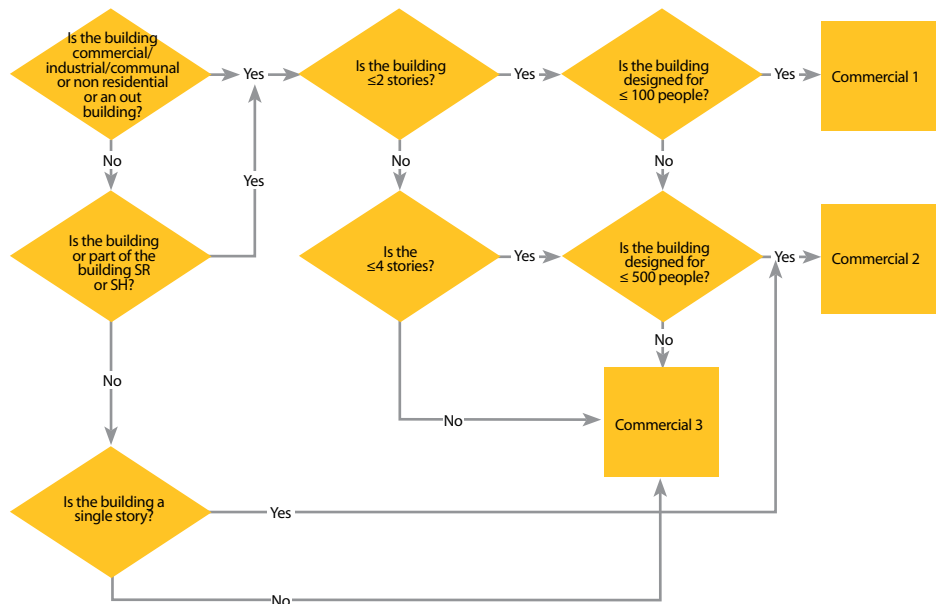 Is the building
commercial/
industrial/communal
or non residential
or an out
building?
Yes
Is the building
≤2 stories?
Yes
Is the building
designed for
≤ 100 people?
Yes
Commercial 1
No
Yes
No
No
Is the building
or part of the
building SR
or SH?
Is the
≤4 stories?
Yes
Is the building
designed for
≤ 500 people?
Yes
Commercial 2
No
No
No
Commercial 3
Is the building a
single story?
Yes
No